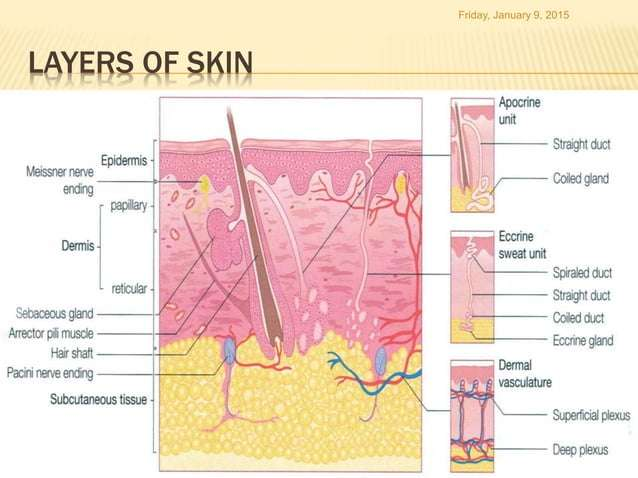 Friday, January 9, 2015
LAYERS OF SKIN
Epidermis
Meissner nerve
ending
papillary
Dermis
reticular
Sebaceous gland
Arrector pili muscle
Hair shaft
Pacini nerve ending
Subcutaneous tissue
Apocrine
unit
Straight duct
Coiled gland
Eccrine
sweat unit
Spiraled duct
Straight duct
Coiled duct
Eccrine gland
Dermal
vasculature
Superficial plexus
Deep plexus